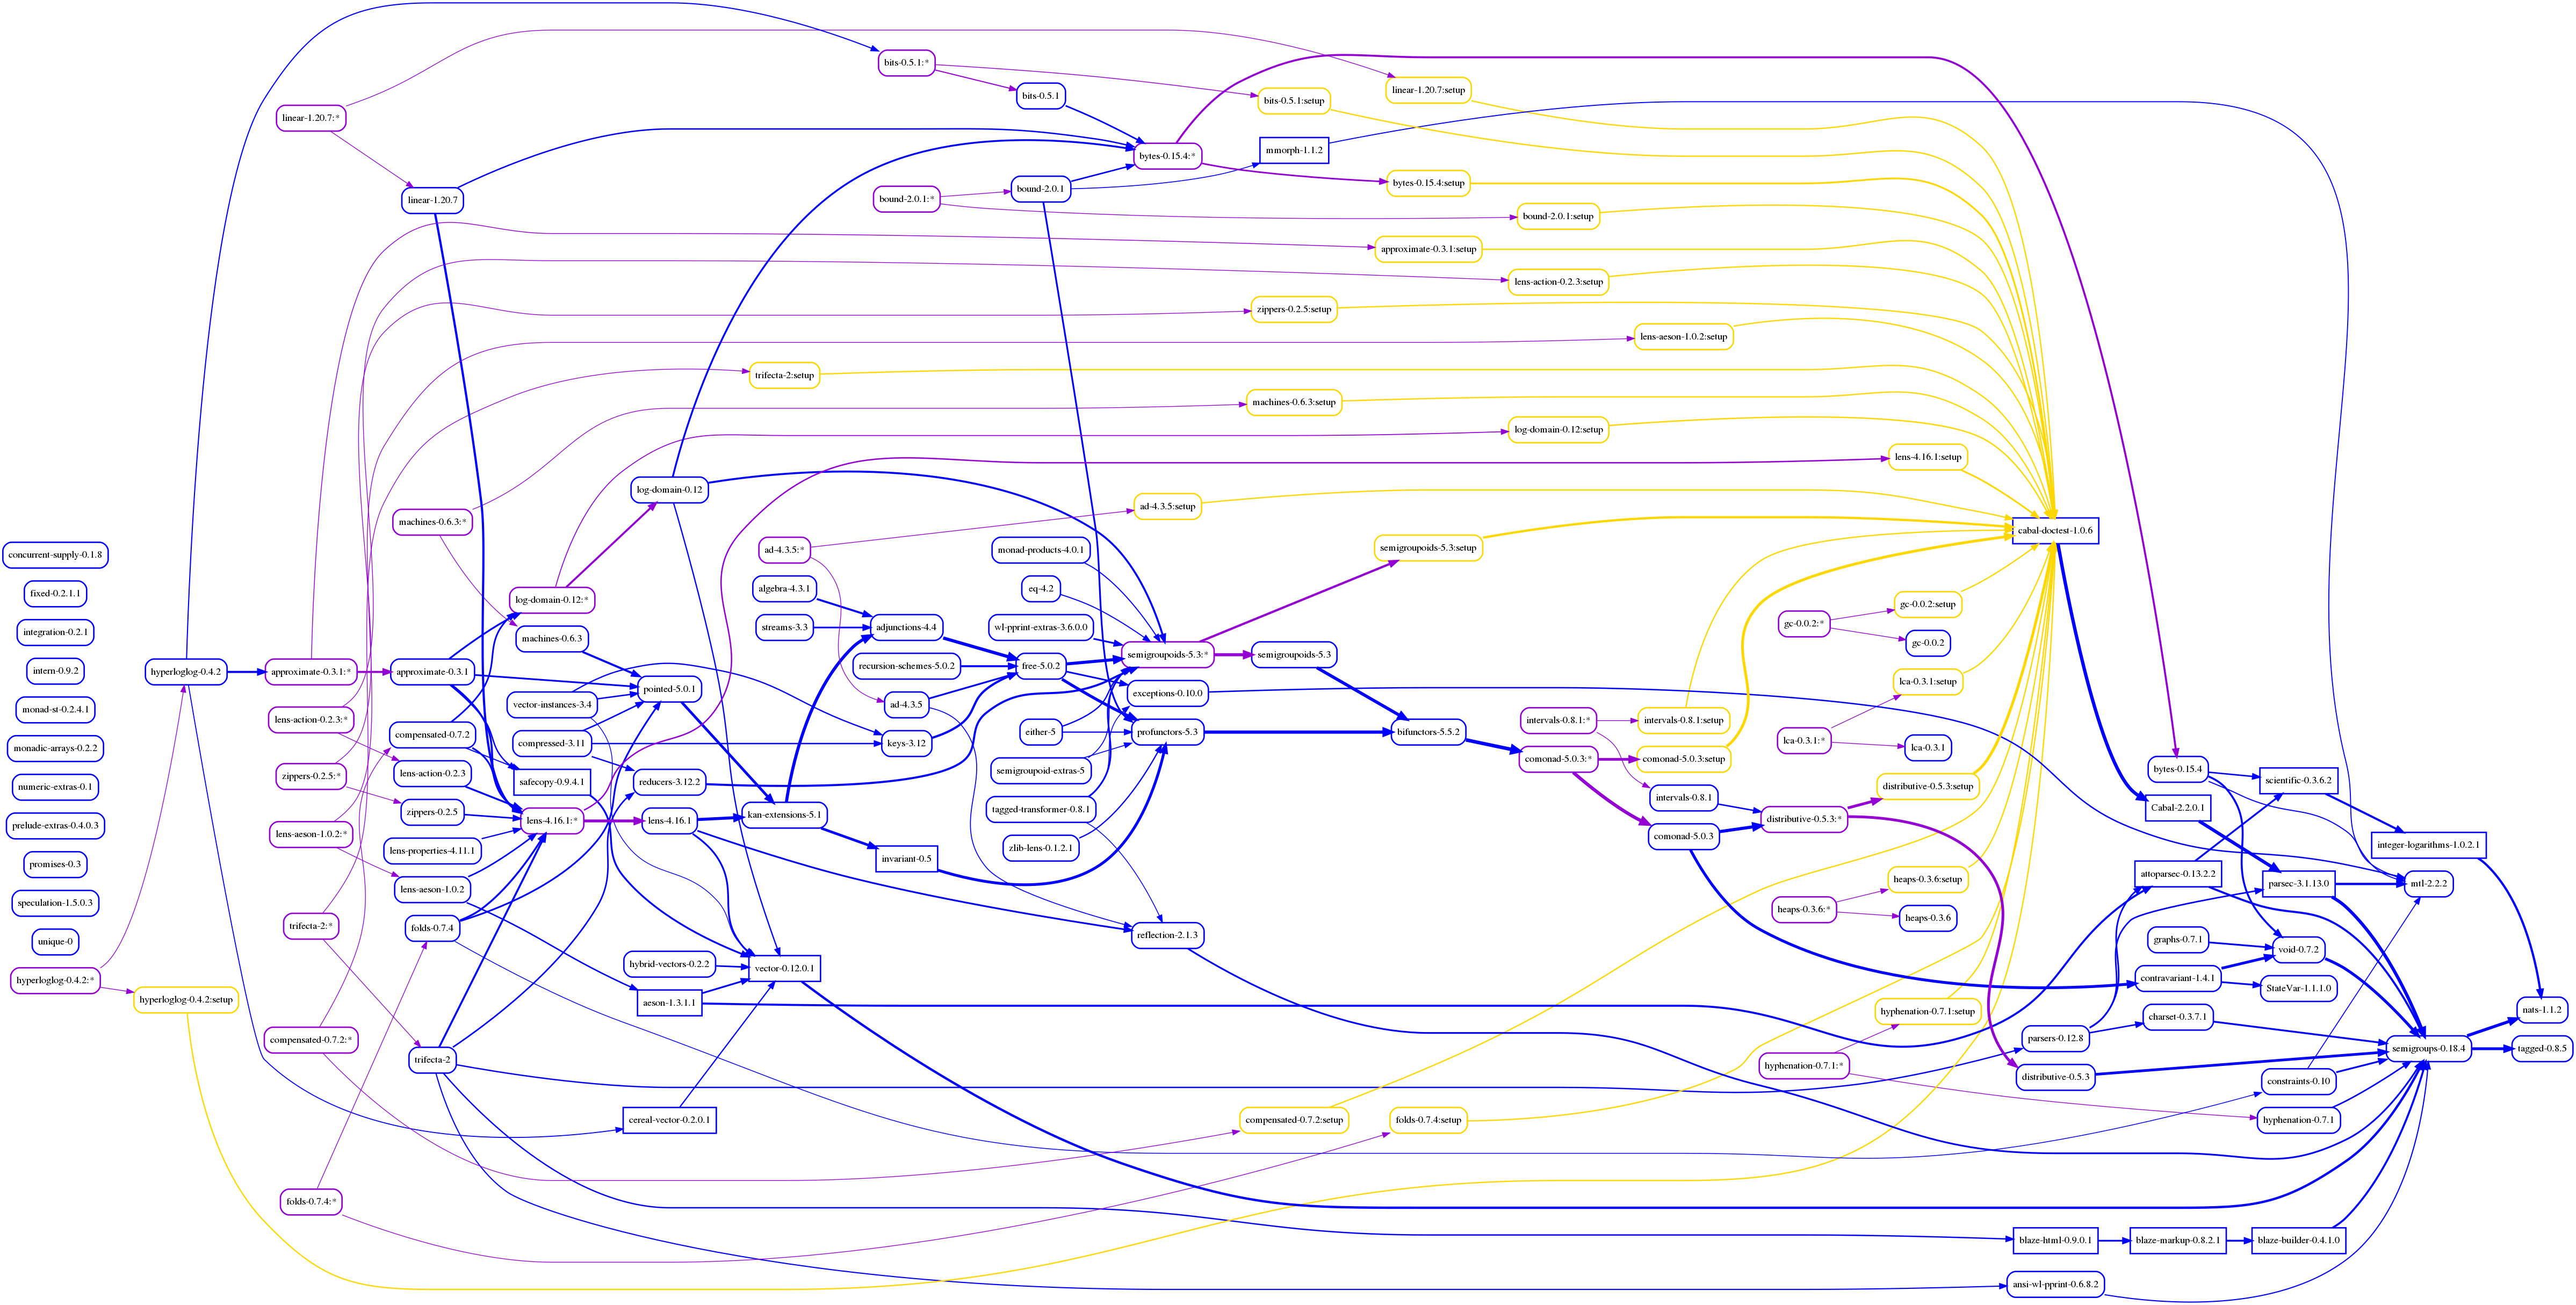 concurrent-supply-0.1.8
fixed-0.2.1.1
integration-0.2.1
intern-0.9.2
monad-st-0.2.4.1
monadic-arrays-0.2.2
numeric-extras-0.1
prelude-extras-0.4.0.3
promises-0.3
speculation-1.5.0.3
unique-0
hyperloglog-0.4.2:*
hyperloglog-0.4.2
hyperloglog-0.4.2:setup
linear-1.20.7:*
approximate-0.3.1:*
lens-action-0.2.3:*
zippers-0.2.5:*
lens-aeson-1.0.2:*
trifecta-2:*
compensated-0.7.2:*
folds-0.7.4:*
linear-1.20.7
machines-0.6.3:*
approximate-0.3.1
compensated-0.7.2
lens-action-0.2.3
zippers-0.2.5
lens-properties-4.11.1
lens-aeson-1.0.2
folds-0.7.4
trifecta-2
log-domain-0.12:*
machines-0.6.3
vector-instances-3.4
compressed-3.11
safecopy-0.9.4.1
lens-4.16.1:*
log-domain-0.12
pointed-5.0.1
reducers-3.12.2
lens-4.16.1
hybrid-vectors-0.2.2
aeson-1.3.1.1
cereal-vector-0.2.0.1
trifecta-2:setup
ad-4.3.5:*
algebra-4.3.1
streams-3.3
kan-extensions-5.1
vector-0.12.0.1
bits-0.5.1:*
bound-2.0.1:*
adjunctions-4.4
recursion-schemes-5.0.2
ad-4.3.5
keys-3.12
invariant-0.5
bits-0.5.1
bound-2.0.1
monad-products-4.0.1
eq-4.2
wl-pprint-extras-3.6.0.0
free-5.0.2
either-5
semigroupoid-extras-5
tagged-transformer-0.8.1
zlib-lens-0.1.2.1
bytes-0.15.4:*
ad-4.3.5:setup
semigroupoids-5.3:*
exceptions-0.10.0
profunctors-5.3
reflection-2.1.3
bits-0.5.1:setup
mmorph-1.1.2
zippers-0.2.5:setup
machines-0.6.3:setup
semigroupoids-5.3
compensated-0.7.2:setup
linear-1.20.7:setup
bytes-0.15.4:setup
approximate-0.3.1:setup
semigroupoids-5.3:setup
bifunctors-5.5.2
folds-0.7.4:setup
bound-2.0.1:setup
lens-action-0.2.3:setup
log-domain-0.12:setup
intervals-0.8.1:*
comonad-5.0.3:*
lens-aeson-1.0.2:setup
intervals-0.8.1:setup
comonad-5.0.3:setup
intervals-0.8.1
comonad-5.0.3
gc-0.0.2:*
lca-0.3.1:*
distributive-0.5.3:*
heaps-0.3.6:*
hyphenation-0.7.1:*
lens-4.16.1:setup
gc-0.0.2:setup
gc-0.0.2
lca-0.3.1:setup
lca-0.3.1
distributive-0.5.3:setup
heaps-0.3.6:setup
heaps-0.3.6
hyphenation-0.7.1:setup
cabal-doctest-1.0.6
parsers-0.12.8
distributive-0.5.3
blaze-html-0.9.0.1
ansi-wl-pprint-0.6.8.2
bytes-0.15.4
Cabal-2.2.0.1
attoparsec-0.13.2.2
graphs-0.7.1
contravariant-1.4.1
charset-0.3.7.1
blaze-markup-0.8.2.1
scientific-0.3.6.2
parsec-3.1.13.0
void-0.7.2
StateVar-1.1.1.0
constraints-0.10
hyphenation-0.7.1
blaze-builder-0.4.1.0
integer-logarithms-1.0.2.1
mtl-2.2.2
semigroups-0.18.4
nats-1.1.2
tagged-0.8.5